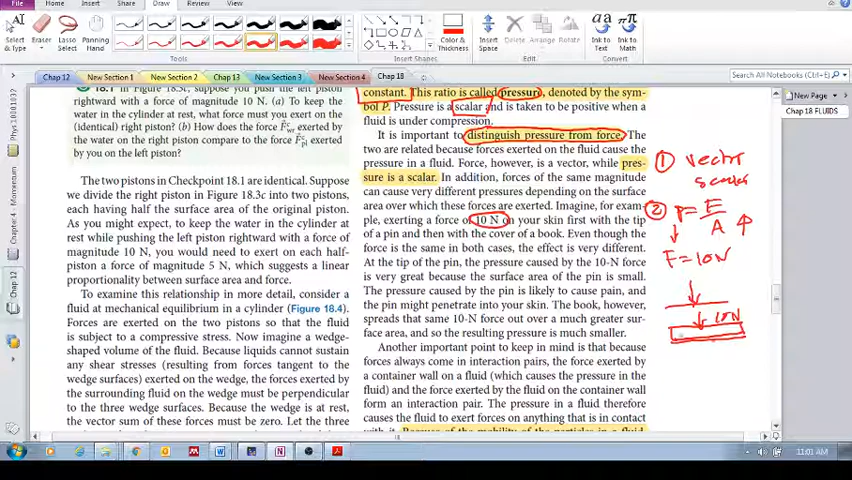 File
Home
Insert
Draw
History
Review
View
Select & Type
Eraser
Lasso Select
Panning Hand
Color & Thickness
Insert Space
Delete
Arrange
Rotate
Ink to Text
Ink to Math
Tools
Shapes
Edit
Convert
Chap 12
New Section 1
New Section 2
Chap 13
New Section 3
New Section 4
Chap 18
Search All Notebooks (Ctrl+E)
New Page
Chap 18 FLUIDS
Phys 1004/1037
Chapter 4: Momentum
Chap 12
18.1 In Figure 18.3c, suppose you push the left piston
rightward with a force of magnitude 10 N. (a) To keep the
water in the cylinder at rest, what force must you exert on the
(identical) right piston? (b) How does the force F exerted by
the water on the right piston compare to the force F exerted
by you on the left piston?
The two pistons in Checkpoint 18.1 are identical. Suppose
we divide the right piston in Figure 18.3c into two pistons,
each having half the surface area of the original piston.
As you might expect, to keep the water in the cylinder at
rest while pushing the left piston rightward with a force of
magnitude 10 N, you would need to exert on each half-
piston a force of magnitude 5 N, which suggests a linear
proportionality between surface area and force.
To examine this relationship in more detail, consider a
fluid at mechanical equilibrium in a cylinder (Figure 18.4).
Forces are exerted on the two pistons so that the fluid
is subject to a compressive stress. Now imagine a wedge-
shaped volume of the fluid. Because liquids cannot sustain
any shear stresses (resulting from forces tangent to the
wedge surfaces) exerted on the wedge, the forces exerted by
the surrounding fluid on the wedge must be perpendicular
to the three wedge surfaces. Because the wedge is at rest,
the vector sum of these forces must be zero. Let the three
constant. This ratio is called pressure, denoted by the sym-
bol P. Pressure is a scalar and is taken to be positive when a
fluid is under compression.
It is important to distinguish pressure from force. The
two are related because forces exerted on the fluid cause the
pressure in a fluid. Force, however, is a vector, while pres-
sure is a scalar. In addition, forces of the same magnitude
can cause very different pressures depending on the surface
area over which these forces are exerted. Imagine, for exam-
ple, exerting a force of 10 N on your skin first with the tip
of a pin and then with the cover of a book. Even though the
force is the same in both cases, the effect is very different.
At the tip of the pin, the pressure caused by the 10-N force
is very great because the surface area of the pin is small.
The pressure caused by the pin is likely to cause pain, and
the pin might penetrate into your skin. The book, however,
spreads that same 10-N force out over a much greater sur-
face area, and so the resulting pressure is much smaller.
Another important point to keep in mind is that because
forces always come in interaction pairs, the force exerted by
a container wall on a fluid (which causes the pressure in the
fluid) and the force exerted by the fluid on the container wall
form an interaction pair. The pressure in a fluid therefore
causes the fluid to exert forces on anything that is in contact
with it. Because of the mobility of the particles in a fluid
① vector
② P = F/A
F = 10N
10N
11:01 AM